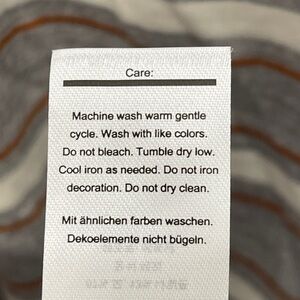 Care:
Machine wash warm gentle
cycle. Wash with like colors.
Do not bleach. Tumble dry low.
Cool iron as needed. Do not iron
decoration. Do not dry clean.
Mit ähnlichen farben waschen.
Dekoelemente nicht bügeln.